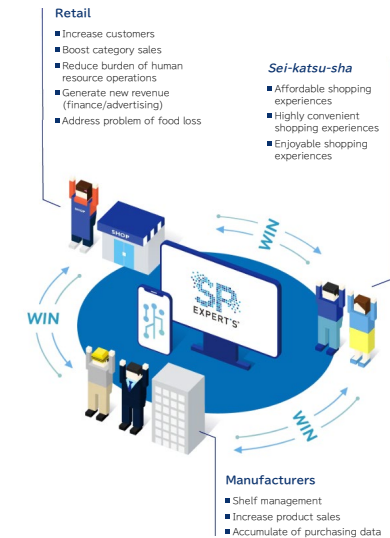 Retail
■ Increase customers
■ Boost category sales
■ Reduce burden of human
resource operations
■ Generate new revenue
(finance/advertising)
■ Address problem of food loss
Sei-katsu-sha
■ Affordable shopping
experiences
■ Highly convenient
shopping experiences
■ Enjoyable shopping
experiences
SHOP
WIN
SP
EXPERT'S
WIN
WIN
Manufacturers
■ Shelf management
■ Increase product sales
■ Accumulate of purchasing data